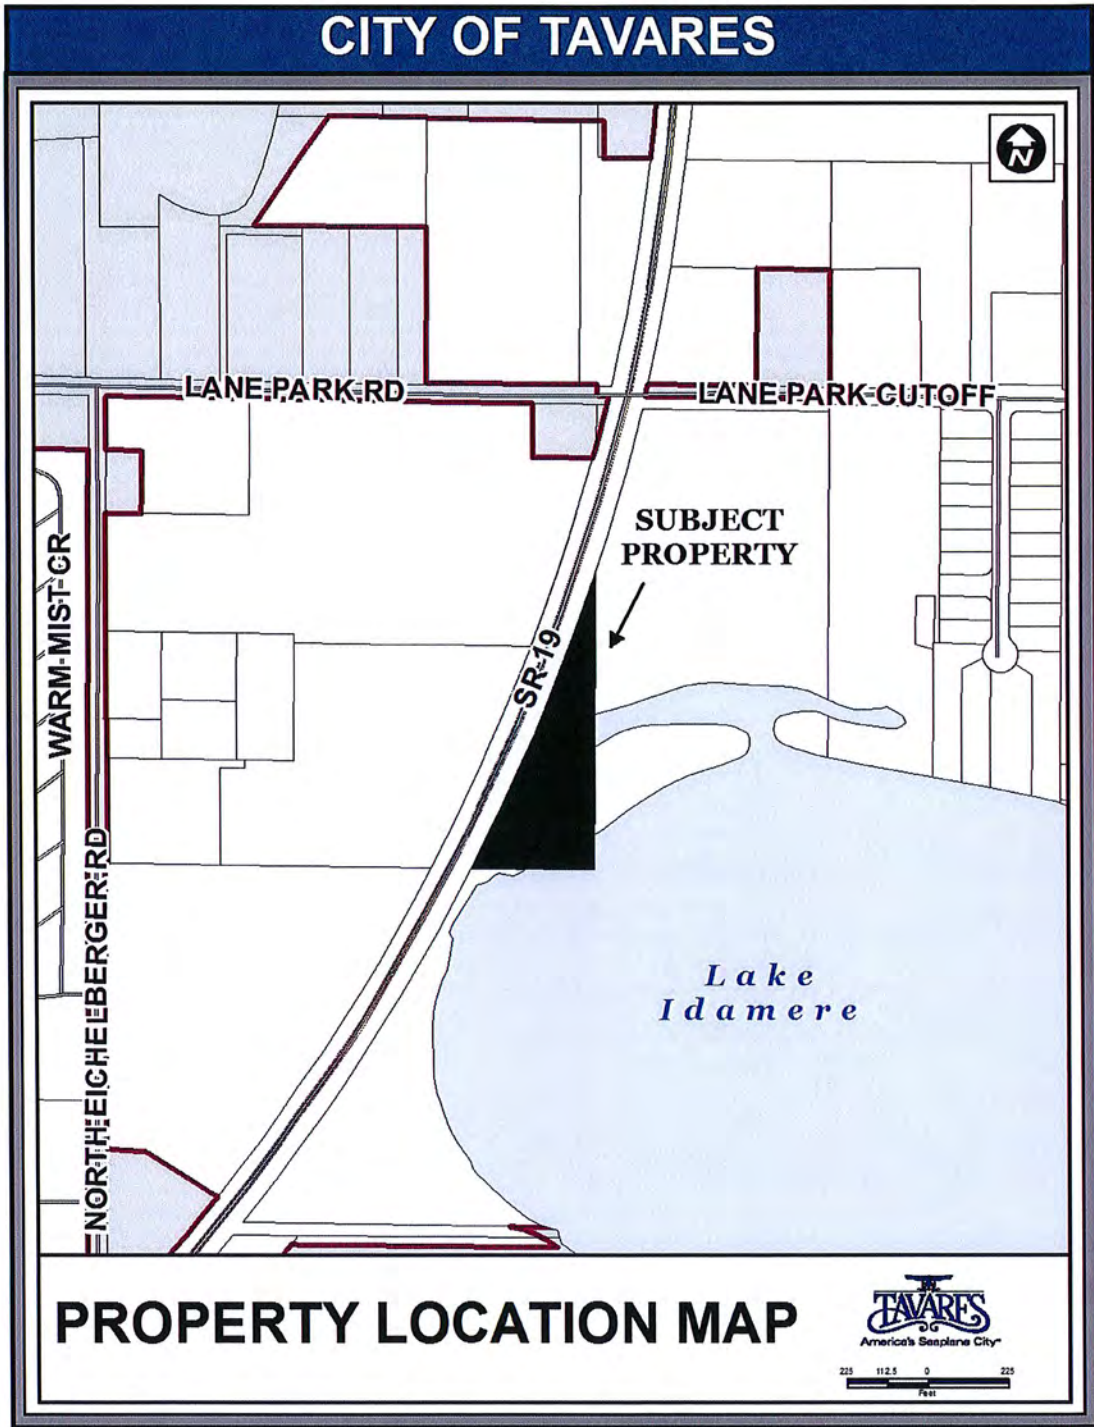 CITY OF TAVARES
N
LANE PARK RD
LANE PARK CUTOFF
SUBJECT
PROPERTY
WARM-MIST-CR
SR-19
NORTH-EICHELBERGER-RD
Lake
Idamere
PROPERTY LOCATION MAP
TAVARES
America's Seaplane City
225 112.5 0 225
Feet